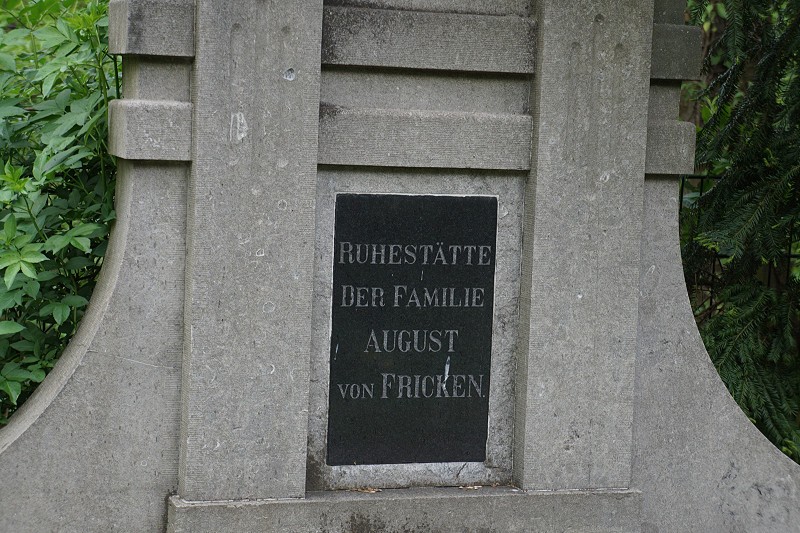 RUHESTÄTTE
DER FAMILIE
AUGUST
VON FRICKEN.